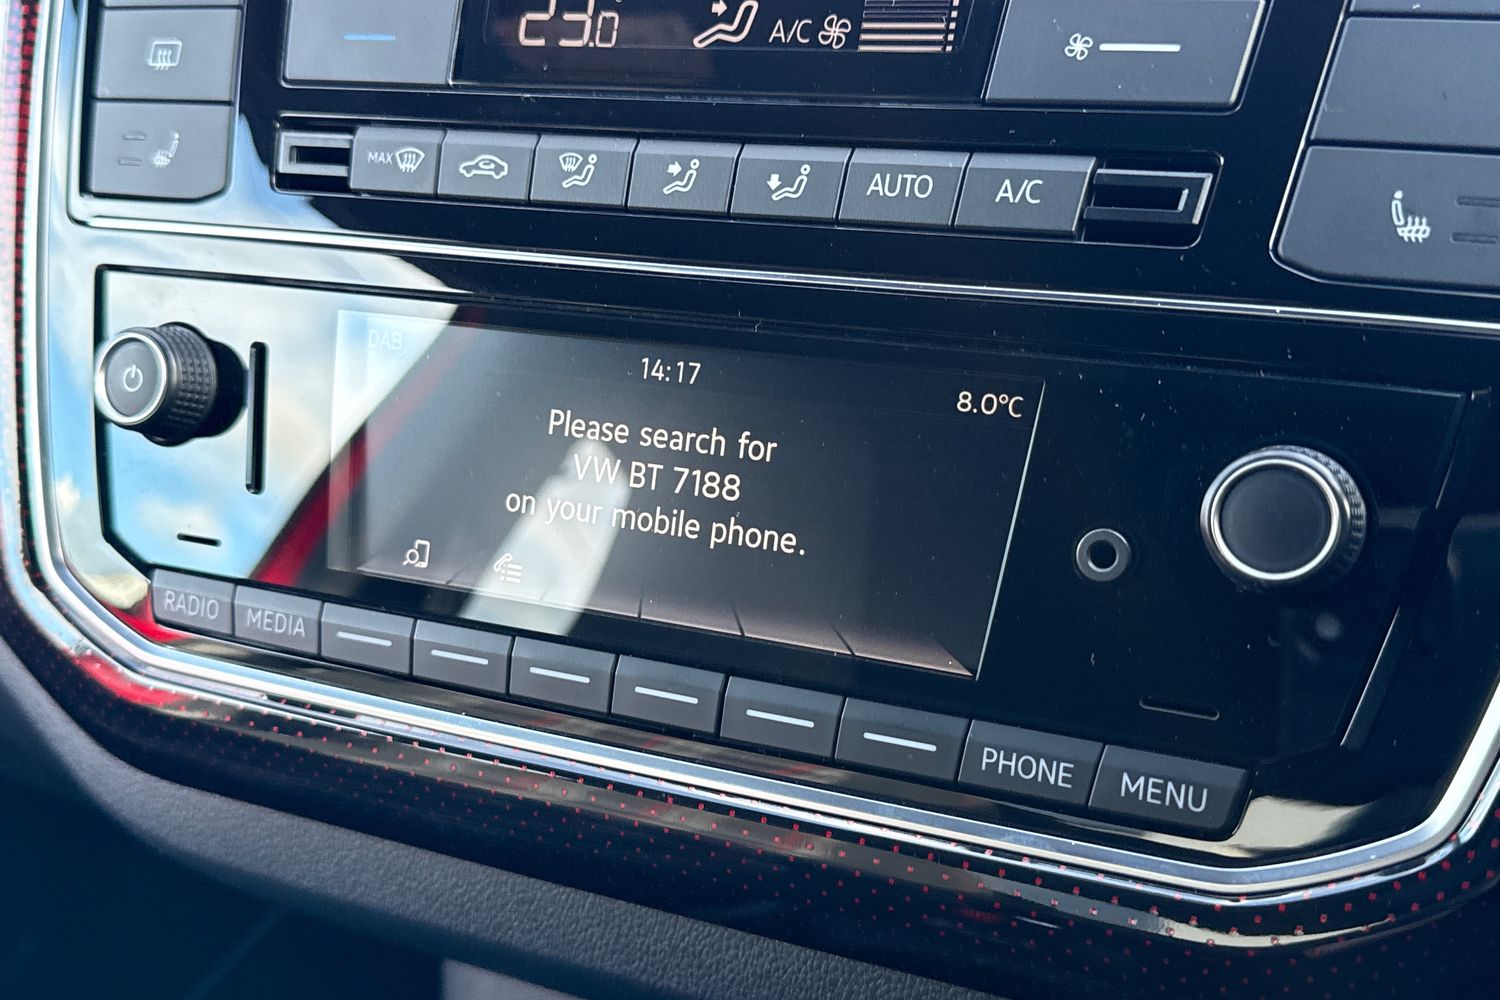 23.0
A/C
MAX
AUTO
A/C
DAB
14:17
8.0°C
Please search for
VW BT 7188
on your mobile phone.
RADIO
MEDIA
PHONE
MENU